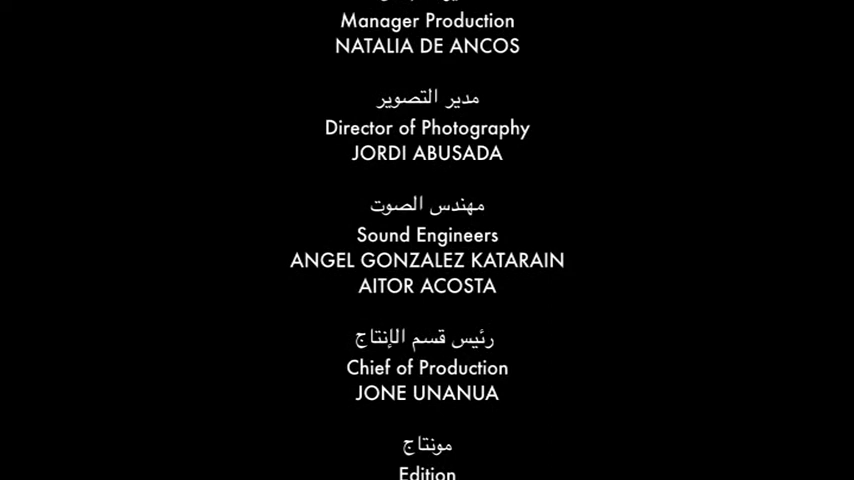 Manager Production
NATALIA DE ANCOS
مدير التصوير
Director of Photography
JORDI ABUSADA
مهندس الصوت
Sound Engineers
ANGEL GONZALEZ KATARAIN
AITOR ACOSTA
رئيس قسم الإنتاج
Chief of Production
JONE UNANUA
مونتاج
Edition